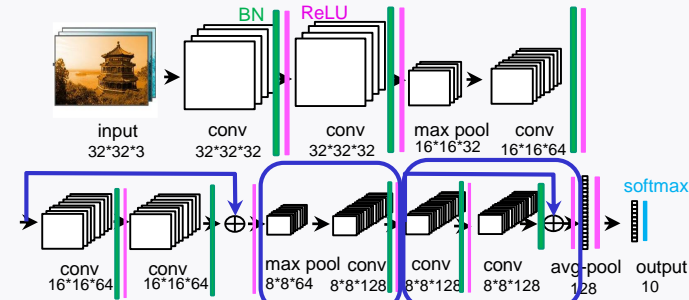 BN ReLU
input conv conv max pool conv
32*32*3 32*32*32 32*32*32 16*16*32 16*16*64
softmax
conv conv max pool conv conv conv avg-pool output
16*16*64 16*16*64 8*8*64 8*8*128 8*8*128 8*8*128 128 10